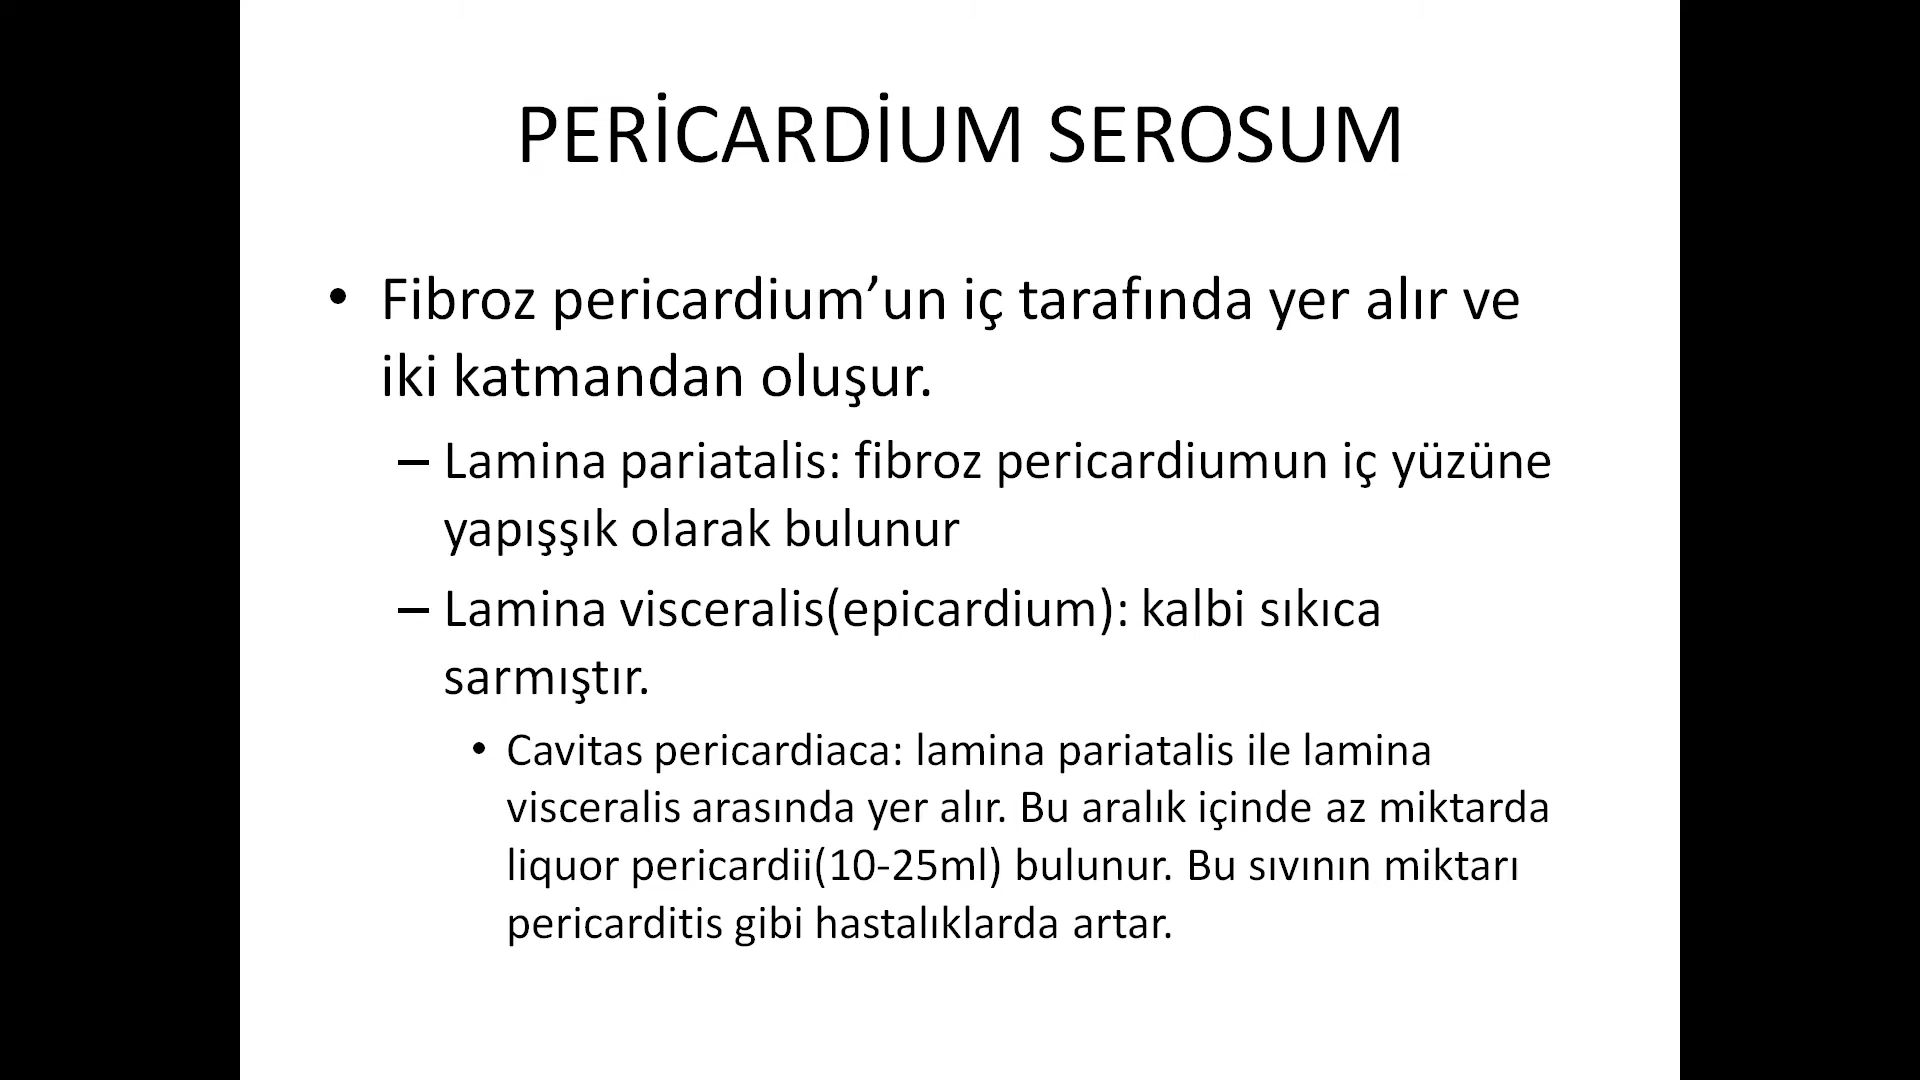 PERİCARDİUM SEROSUM
• Fibroz pericardium’un iç tarafında yer alır ve
iki katmandan oluşur.
– Lamina pariatalis: fibroz pericardiumun iç yüzüne
yapışşık olarak bulunur
– Lamina visceralis(epicardium): kalbi sıkıca
sarmıştır.
• Cavitas pericardiaca: lamina pariatalis ile lamina
visceralis arasında yer alır. Bu aralık içinde az miktarda
liquor pericardii(10-25ml) bulunur. Bu sıvının miktarı
pericarditis gibi hastalıklarda artar.